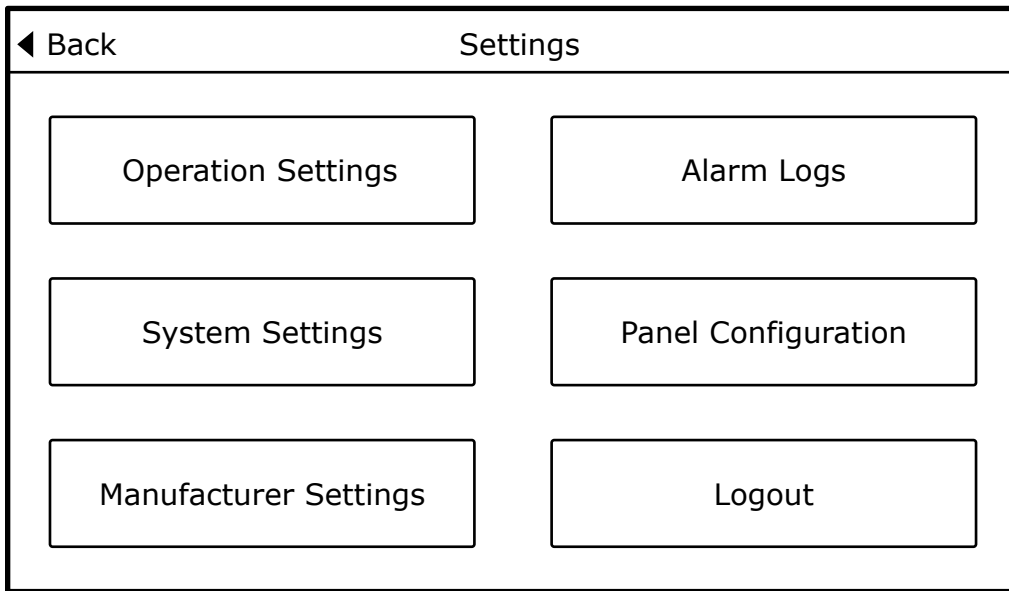 Back
Settings
Operation Settings
Alarm Logs
System Settings
Panel Configuration
Manufacturer Settings
Logout